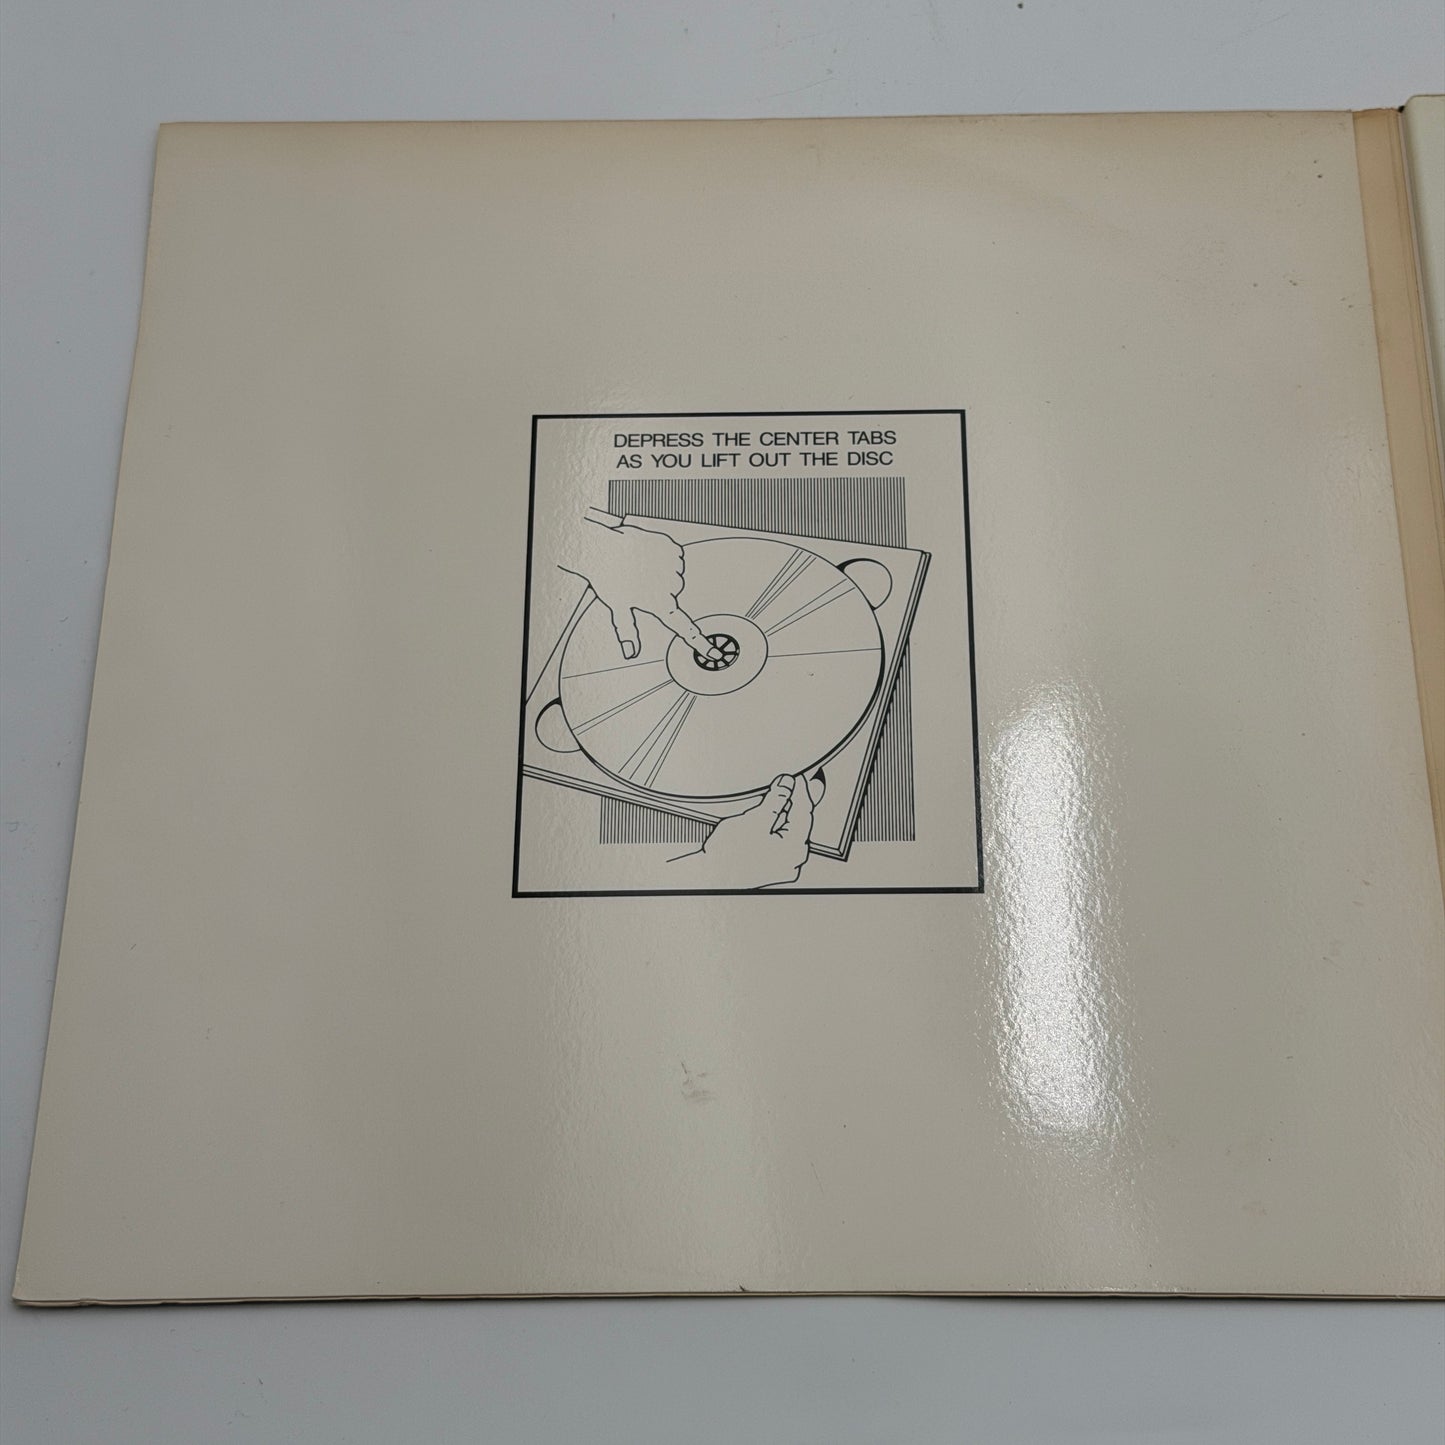 DEPRESS THE CENTER TABS
AS YOU LIFT OUT THE DISC